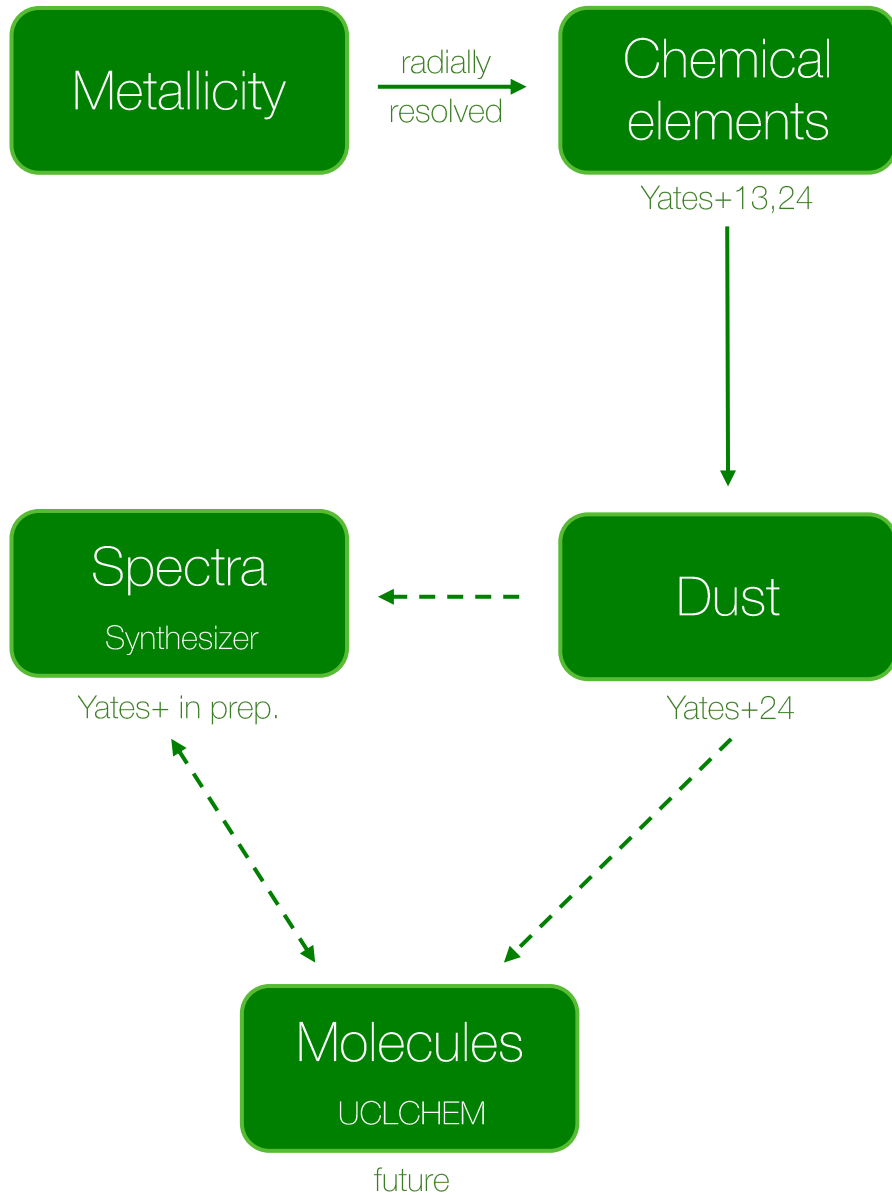 Metallicity
radially
resolved
Chemical
elements
Yates+13,24
Spectra
Synthesizer
Yates+ in prep.
Dust
Yates+24
Molecules
UCLCHEM
future